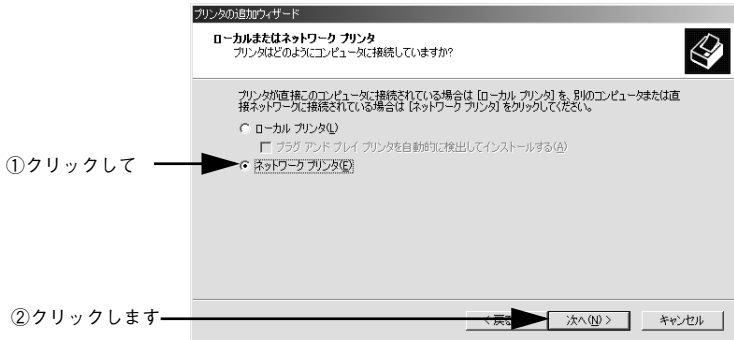 プリンタの追加ウィザード
ローカルまたはネットワーク プリンタ
プリンタはどのようにコンピュータに接続していますか?
プリンタが直接このコンピュータに接続されている場合は [ローカル プリンタ] を、別のコンピュータまたは直
接ネットワークに接続されている場合は [ネットワーク プリンタ] をクリックしてください。
ローカル プリンタ(L)
プラグ アンド プレイ プリンタを自動的に検出してインストールする(A)
①クリックして
ネットワーク プリンタ(E)
②クリックします
< 戻
次へ(N) >
キャンセル